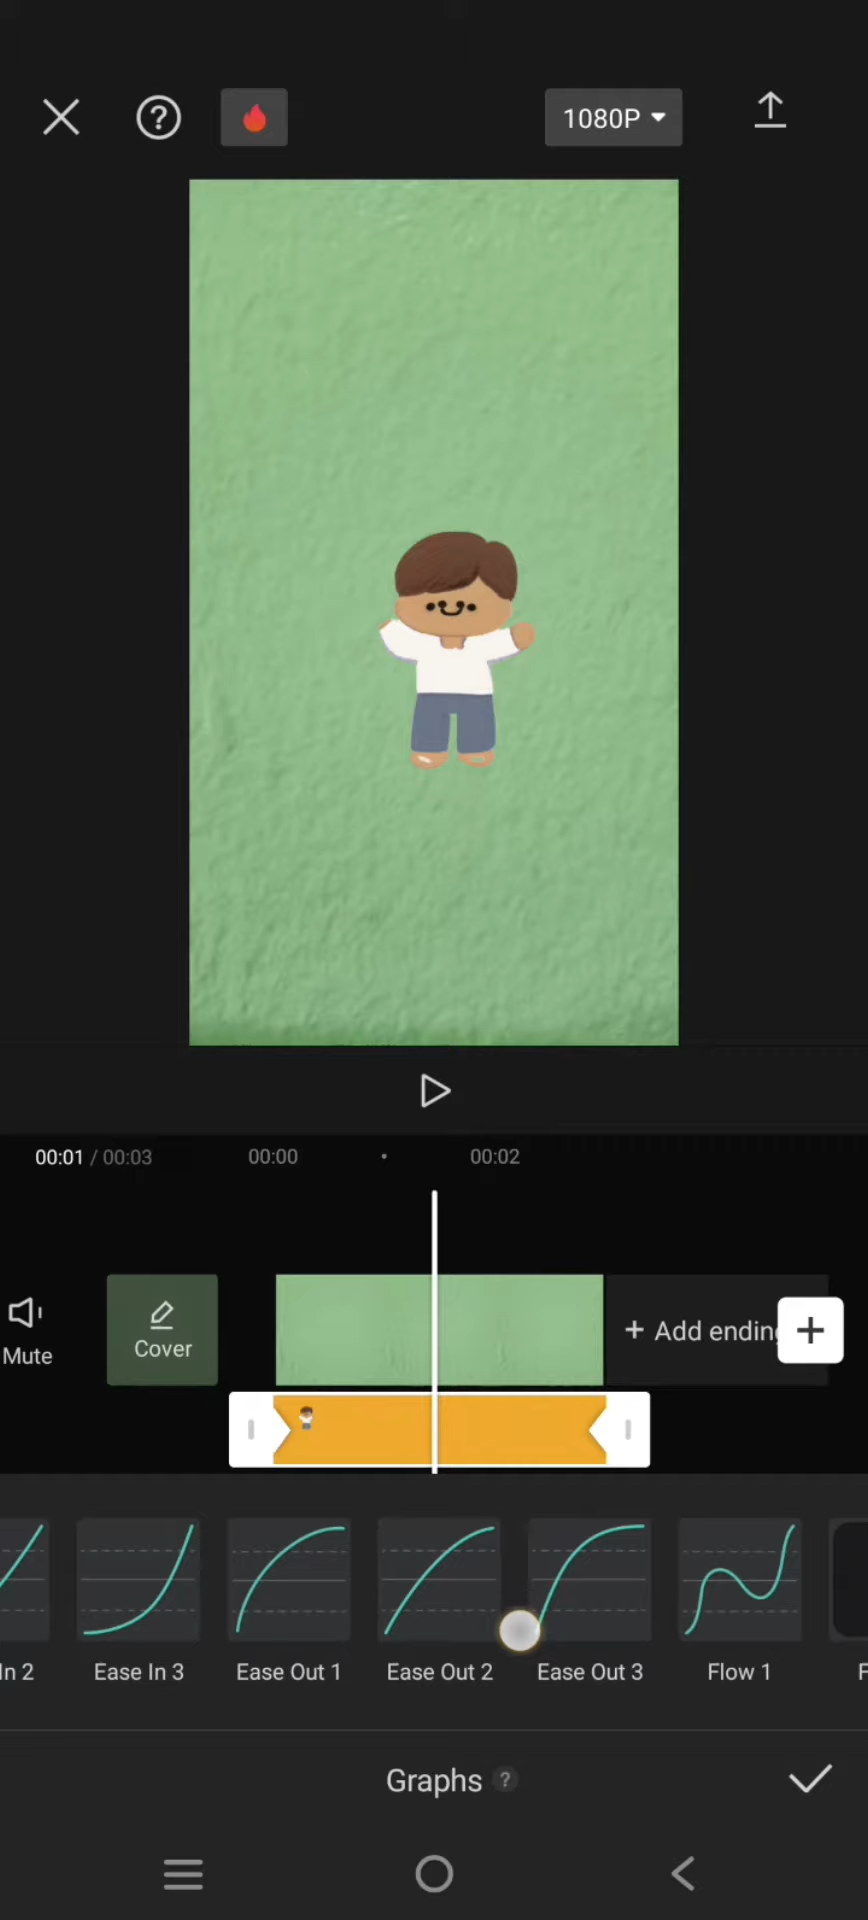 ?
1080P
00:01 / 00:03
00:00
00:02
Mute
Cover
+ Add ending
In 2
Ease In 3
Ease Out 1
Ease Out 2
Ease Out 3
Flow 1
F
Graphs ?